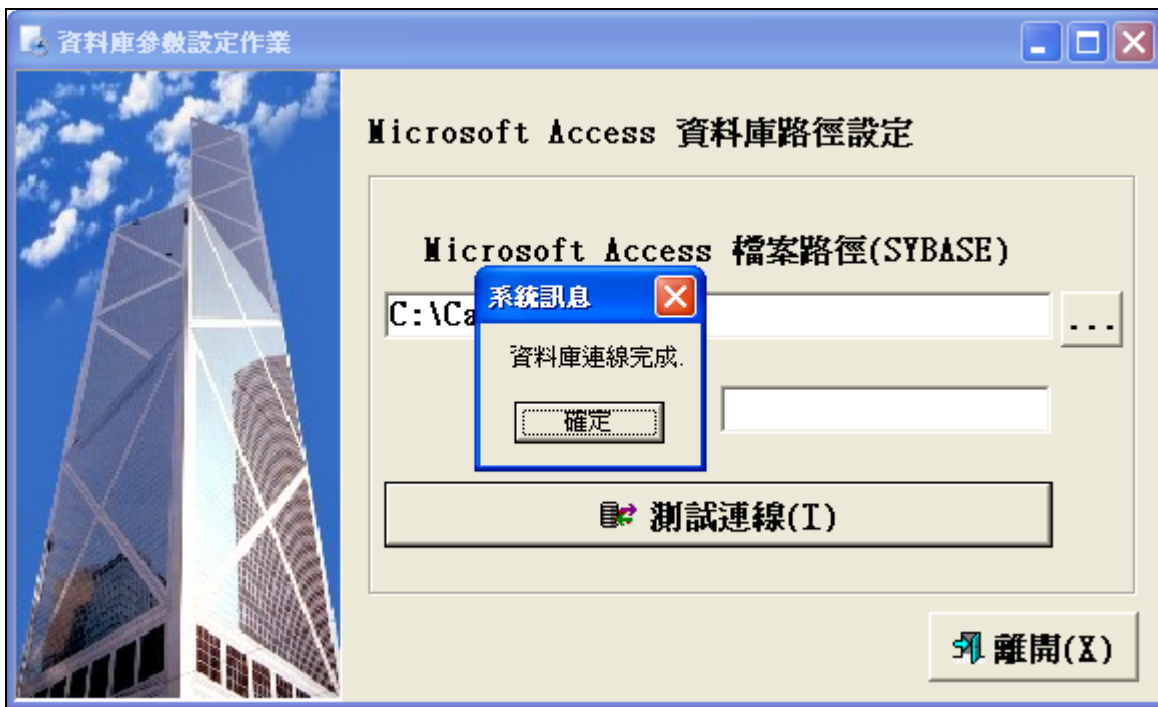 資料庫參數設定作業
Microsoft Access 資料庫路徑設定
Microsoft Access 檔案路徑(SYBASE)
系統訊息
C:\Ca
...
資料庫連線完成.
確定
測試連線(T)
離開(X)